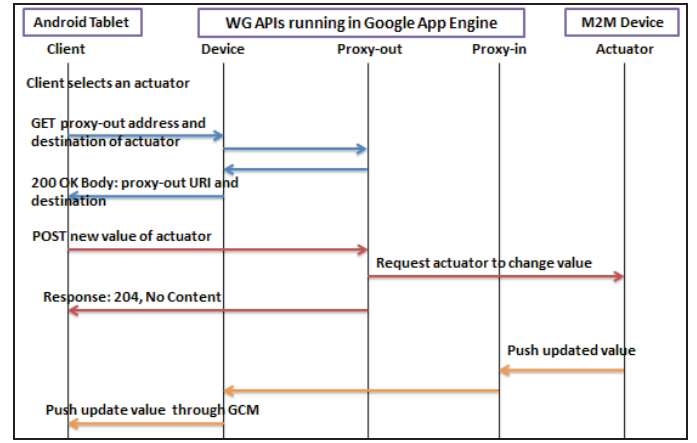 Android Tablet
WG APIs running in Google App Engine
M2M Device
Client
Device
Proxy-out
Proxy-in
Actuator
Client selects an actuator
GET proxy-out address and
destination of actuator
200 OK Body: proxy-out URI and
destination
POST new value of actuator
Request actuator to change value
Response: 204, No Content
Push updated value
Push update value through GCM